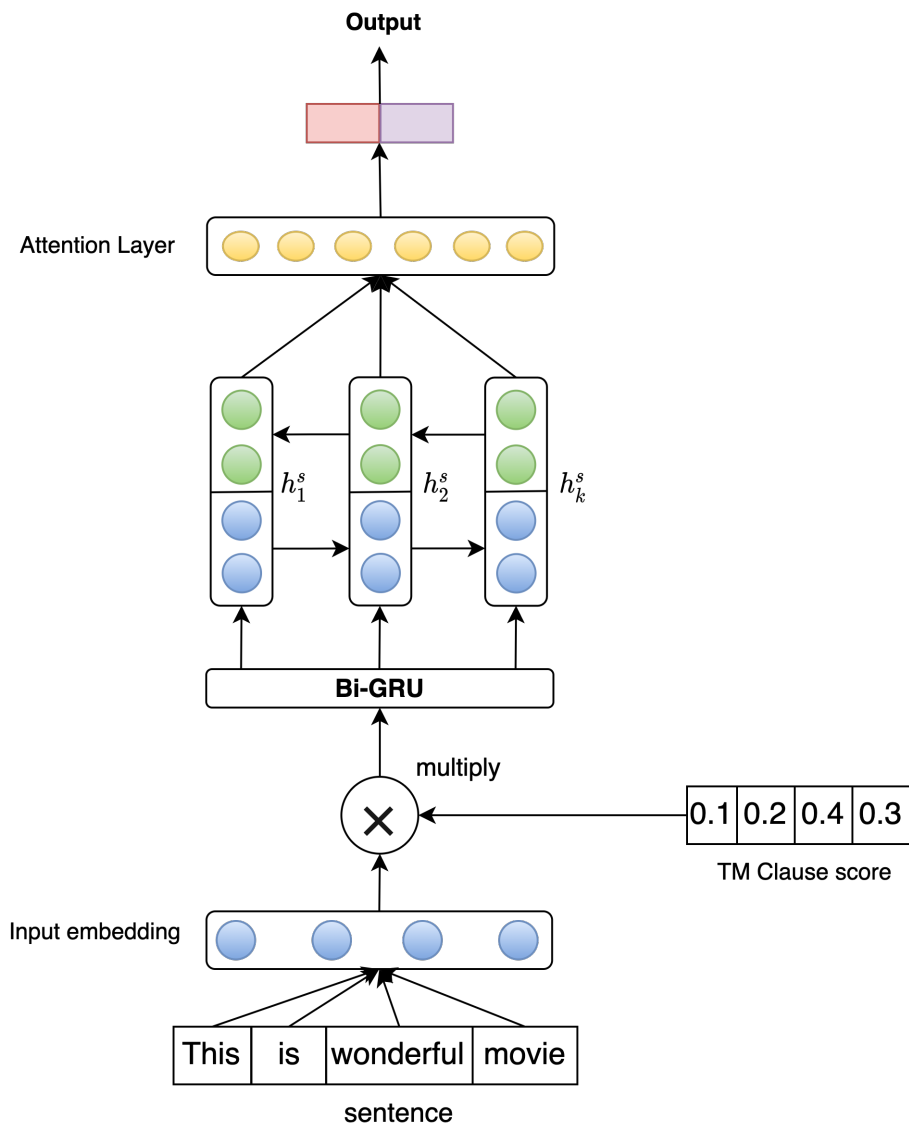 Output
Attention Layer
h_1^s
h_2^s
h_k^s
Bi-GRU
multiply
0.1 0.2 0.4 0.3
TM Clause score
Input embedding
This is wonderful movie
sentence